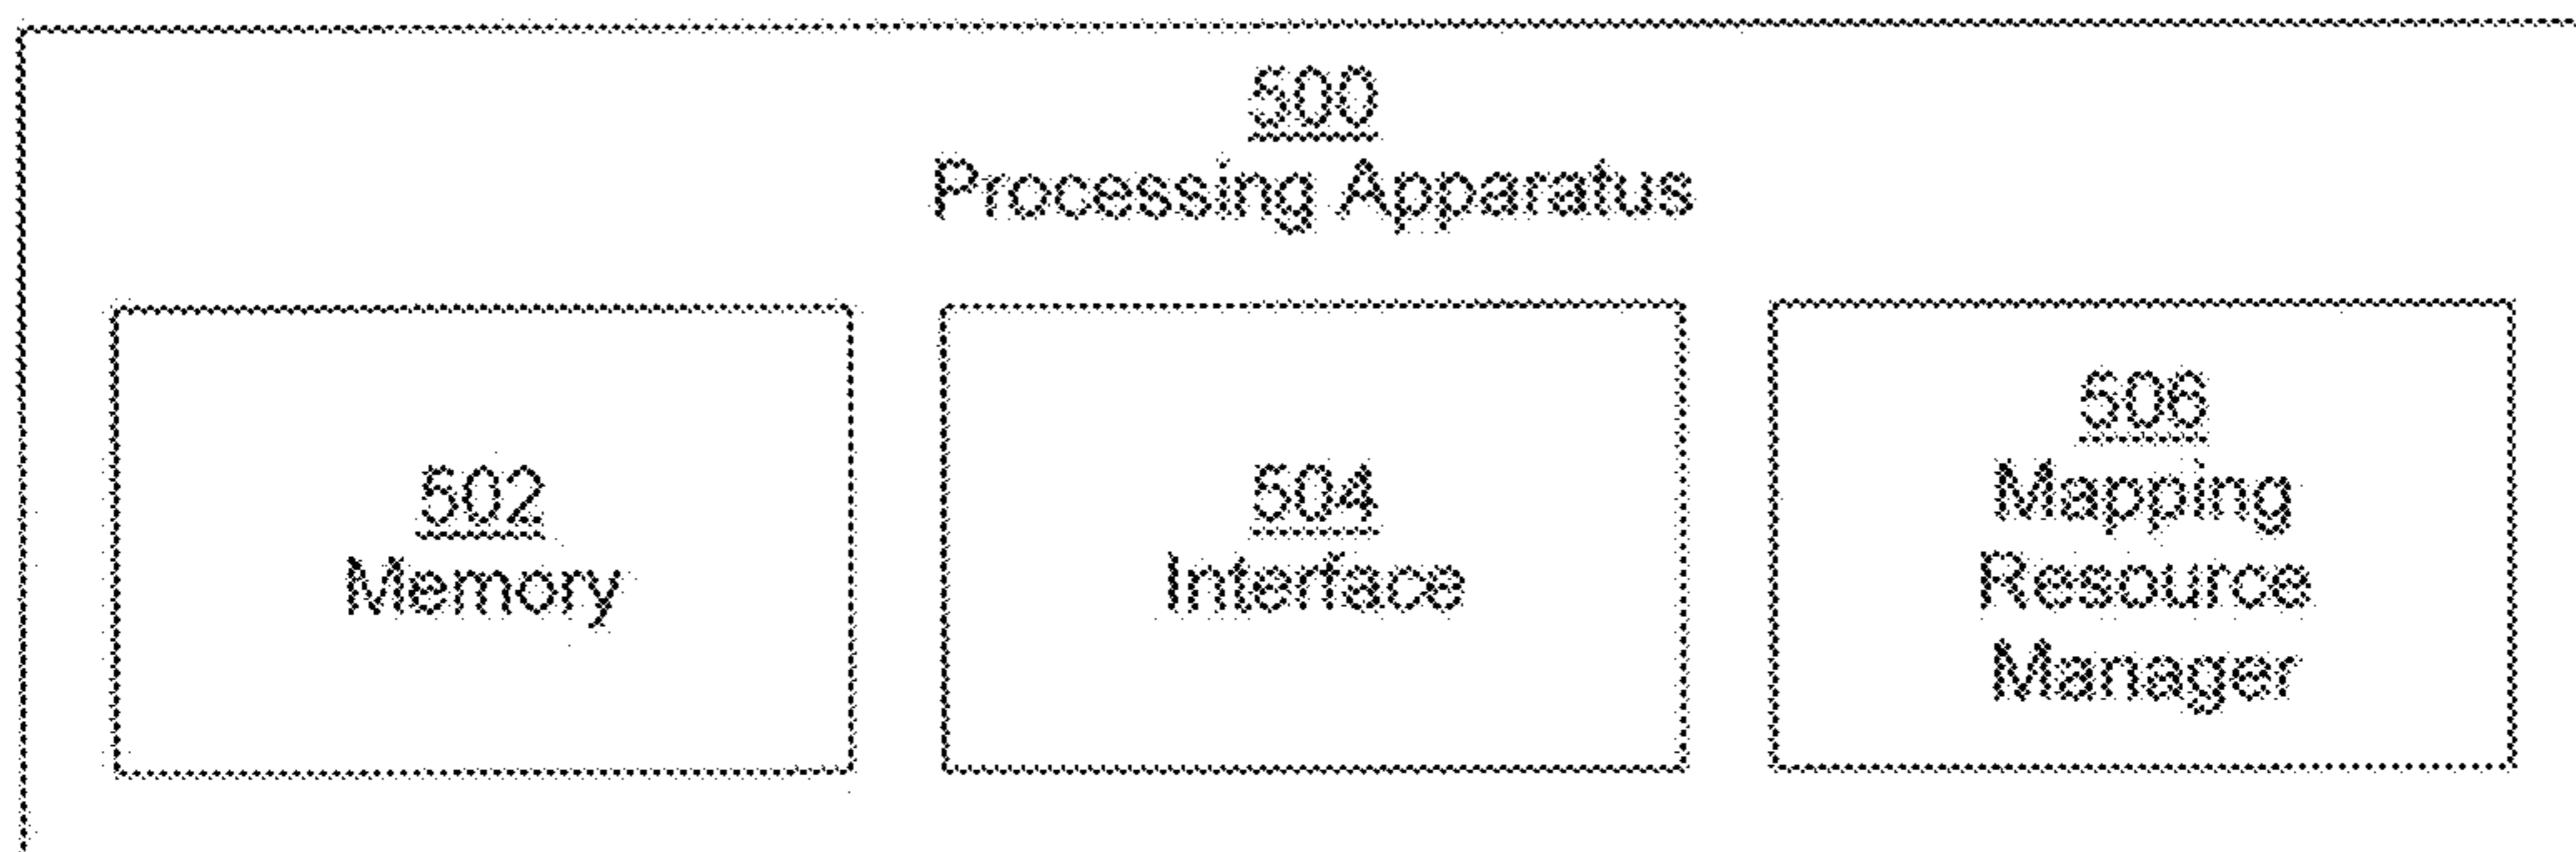 500
Processing Apparatus
502
Memory
504
Interface
506
Mapping
Resource
Manager